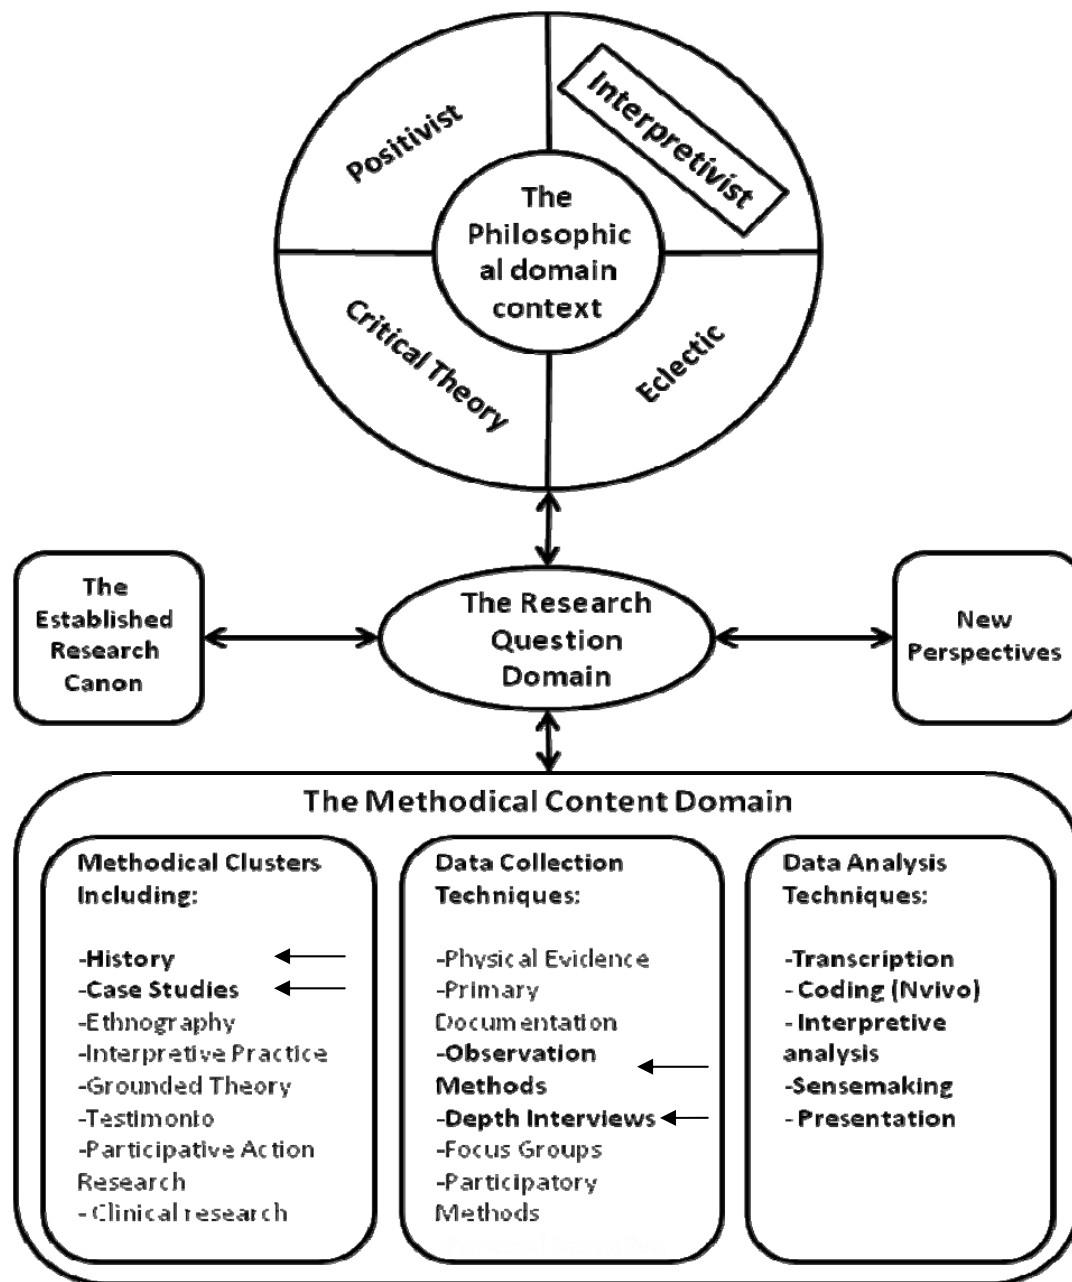 Positivist
Interpretivist
The
Philosophic
al domain
context
Critical Theory
Eclectic
The
Established
Research
Canon
The Research
Question
Domain
New
Perspectives
The Methodical Content Domain
Methodical Clusters
Including:
-History
-Case Studies
-Ethnography
-Interpretive Practice
-Grounded Theory
-Testimonio
-Participative Action
Research
- Clinical research
Data Collection
Techniques:
-Physical Evidence
-Primary
Documentation
-Observation
Methods
-Depth Interviews
-Focus Groups
-Participatory
Methods
Data Analysis
Techniques:
-Transcription
- Coding (Nvivo)
- Interpretive
analysis
-Sensemaking
- Presentation